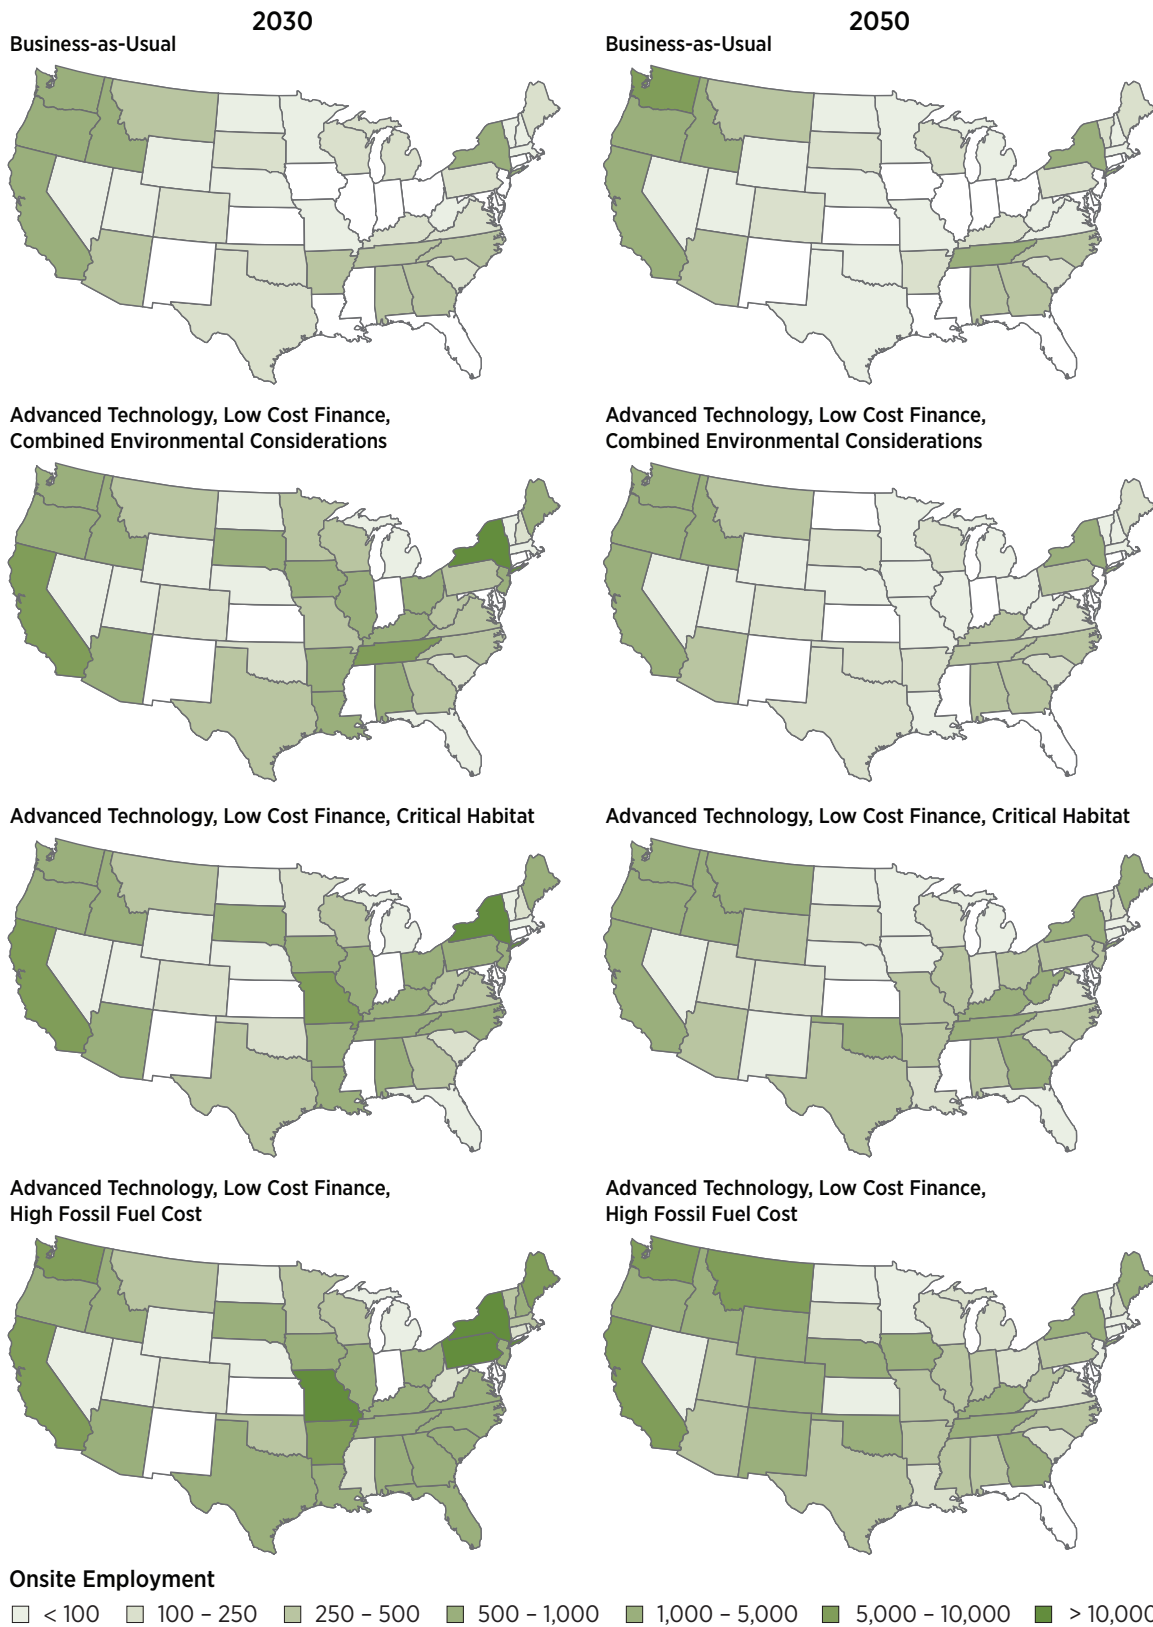 2030
2050
Business-as-Usual
Business-as-Usual
Advanced Technology, Low Cost Finance,
Combined Environmental Considerations
Advanced Technology, Low Cost Finance,
Combined Environmental Considerations
Advanced Technology, Low Cost Finance, Critical Habitat
Advanced Technology, Low Cost Finance, Critical Habitat
Advanced Technology, Low Cost Finance,
High Fossil Fuel Cost
Advanced Technology, Low Cost Finance,
High Fossil Fuel Cost
Onsite Employment
< 100 100 – 250 250 – 500 500 – 1,000 1,000 – 5,000 5,000 – 10,000 > 10,000